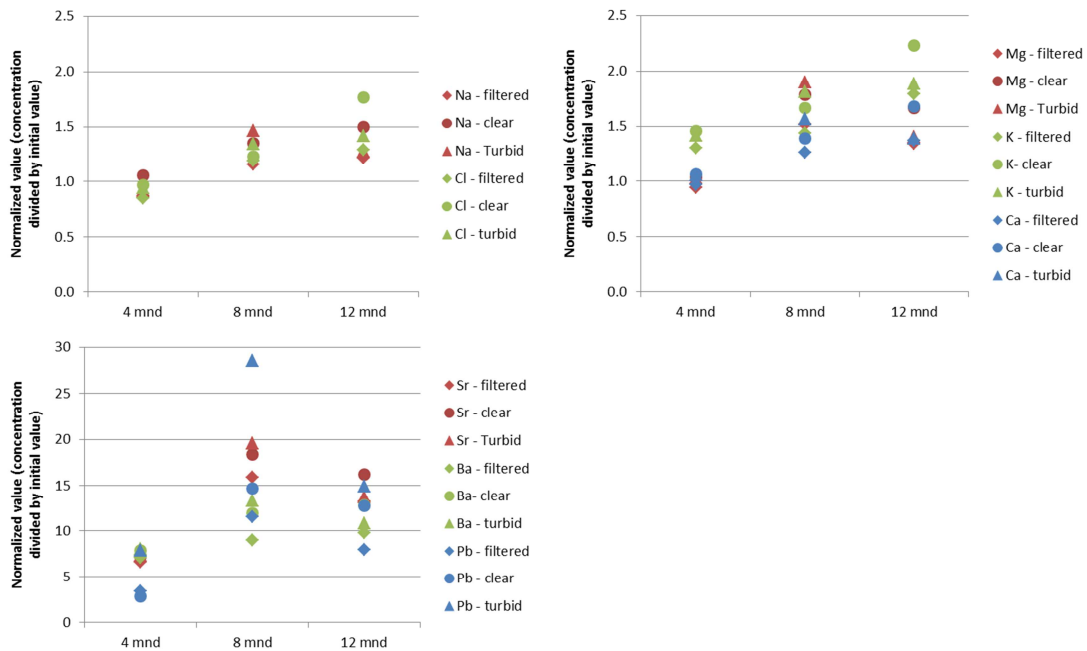 Normalized value (concentration
divided by initial value)
2.5
2.0
1.5
1.0
0.5
0.0
4 mnd
8 mnd
12 mnd
Na - filtered
Na - clear
Na - Turbid
Cl - filtered
Cl - clear
Cl - turbid
Normalized value (concentration
divided by initial value)
2.5
2.0
1.5
1.0
0.5
0.0
4 mnd
8 mnd
12 mnd
Mg - filtered
Mg - clear
Mg - Turbid
K - filtered
K- clear
K - turbid
Ca - filtered
Ca - clear
Ca - turbid
Normalized value (concentration
divided by initial value)
30
25
20
15
10
5
0
4 mnd
8 mnd
12 mnd
Sr - filtered
Sr - clear
Sr - Turbid
Ba - filtered
Ba- clear
Ba - turbid
Pb - filtered
Pb - clear
Pb - turbid